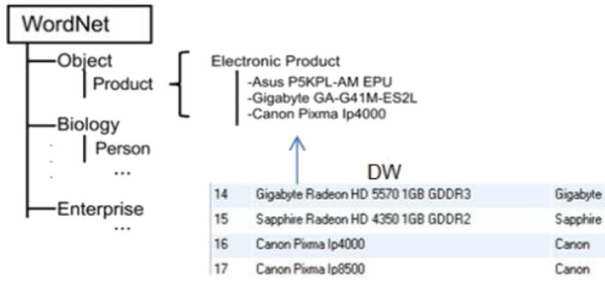 WordNet
Object
Product
Biology
Person
...
Enterprise
...
Electronic Product
-Asus P5KPL-AM EPU
-Gigabyte GA-G41M-ES2L
-Canon Pixma Ip4000
DW
14 Gigabyte Radeon HD 5570 1GB GDDR3 Gigabyte
15 Sapphire Radeon HD 4350 1GB GDDR2 Sapphire
16 Canon Pixma Ip4000 Canon
17 Canon Pixma Ip8500 Canon